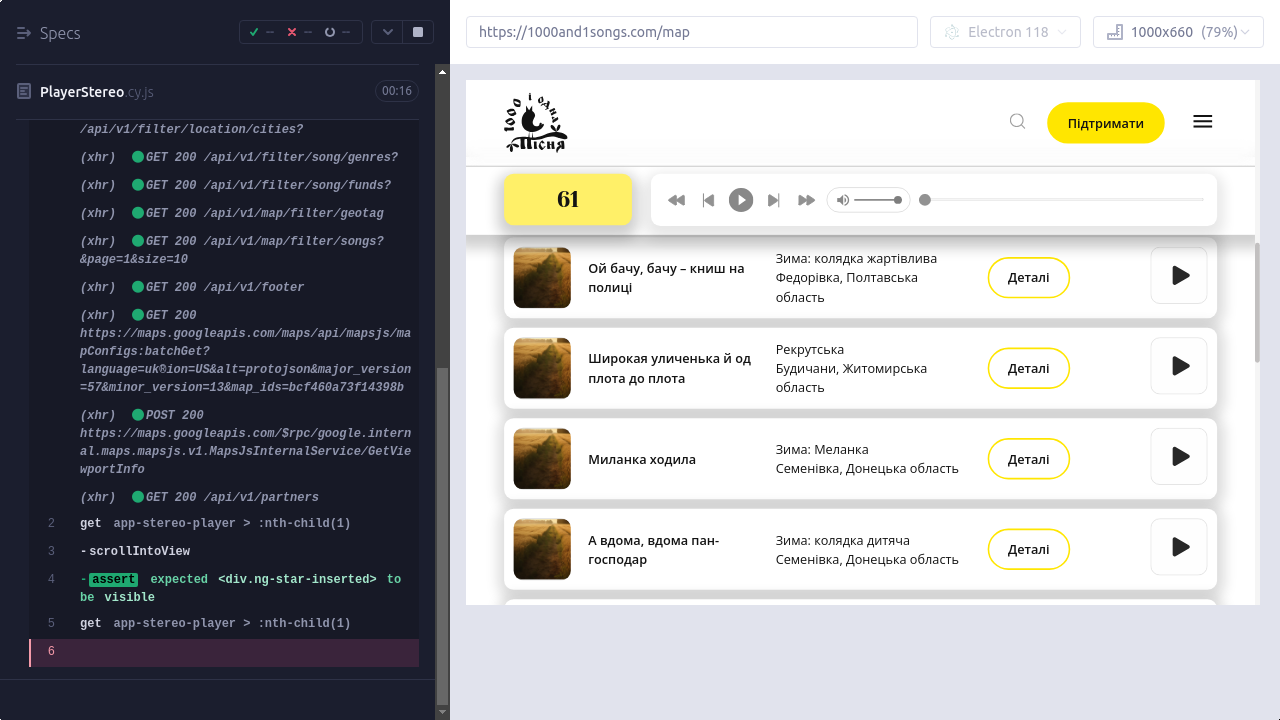 Specs
--
--
--
https://1000and1songs.com/map
Electron 118
1000x660 (79%)
PlayerStereo.cy.js
00:16
/api/v1/filter/location/cities?
(xhr) GET 200 /api/v1/filter/song/genres?
(xhr) GET 200 /api/v1/filter/song/funds?
(xhr) GET 200 /api/v1/map/filter/geotag
(xhr) GET 200 /api/v1/map/filter/songs?
&page=1&size=10
(xhr) GET 200 /api/v1/footer
(xhr) GET 200
https://maps.googleapis.com/maps/api/mapsjs/ma
pConfigs:batchGet?
language=uk®ion=US&alt=protojson&major_version
=57&minor_version=13&map_ids=bcf460a73f14398b
(xhr) POST 200
https://maps.googleapis.com/$rpc/google.intern
al.maps.mapsjs.v1.MapsJsInternalService/GetVie
wportInfo
(xhr) GET 200 /api/v1/partners
2 get app-stereo-player > :nth-child(1)
3 -scrollIntoView
4 -assert expected <div.ng-star-inserted> to
be visible
5 get app-stereo-player > :nth-child(1)
6
1000 і одна
Пісня
Підтримати
61
Ой бачу, бачу – книш на
полиці
Зима: колядка жартівлива
Федорівка, Полтавська
область
Деталі
Широкая уличенька й од
плота до плота
Рекрутська
Будичани, Житомирська
область
Деталі
Миланка ходила
Зима: Меланка
Семенівка, Донецька область
Деталі
А вдома, вдома пан-
господар
Зима: колядка дитяча
Семенівка, Донецька область
Деталі